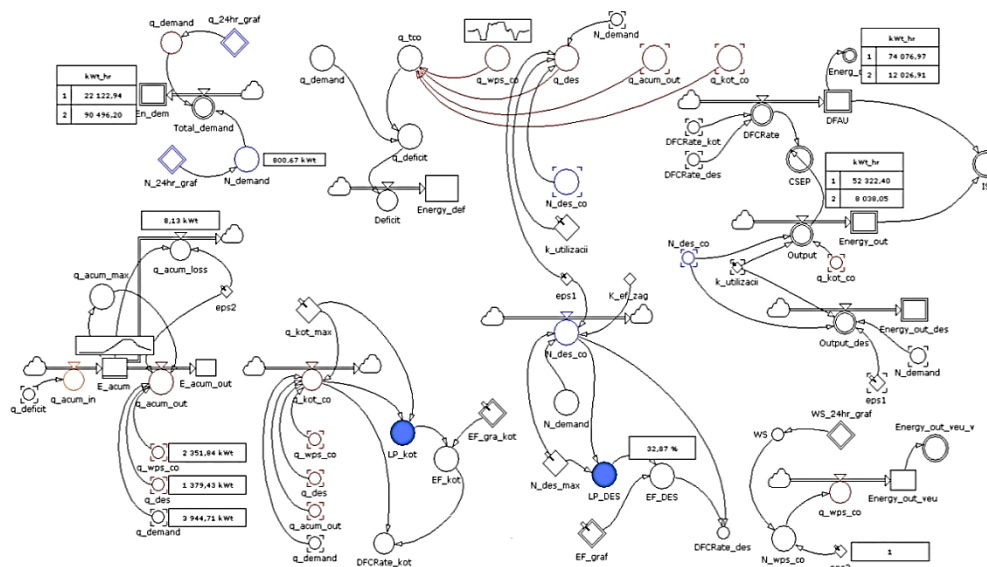 q_24hr_graf
q_demand
kWt_hr
1 22 122,94
2 90 496,20
En_dem
Total_demand
N_24hr_graf
N_demand
800,67 kWt
q_demand
q_tco
q_wps_co
q_des
N_demand
q_acum_out
q_kot_co
q_deficit
Deficit
Energy_def
N_des_co
k_utilizacii
kWt_hr
1 74 076,97
2 12 026,91
DFAU
DFCRate_kot
DFCRate
DFCRate_des
CSEP
kWt_hr
1 52 322,40
2 8 038,05
Energy_out
N_des_co
Output
k_utilizacii
q_kot_co
Energy_out_des
Output_des
N_demand
eps1
8,13 kWt
q_acum_loss
q_acum_max
eps2
E_acum
E_acum_out
q_deficit
q_acum_in
q_acum_out
q_wps_co
2 351,84 kWt
q_des
1 379,43 kWt
q_demand
3 944,71 kWt
q_kot_max
q_kot_co
q_wps_co
q_des
q_acum_out
q_demand
LP_kot
EF_gra_kot
EF_kot
DFCRate_kot
eps1
K_ef_zag
N_des_co
N_demand
N_des_max
LP_DES
32,87 %
EF_DES
EF_graf
DFCRate_des
WS_24hr_graf
WS
Energy_out_veu
q_wps_co
N_wps_co
1